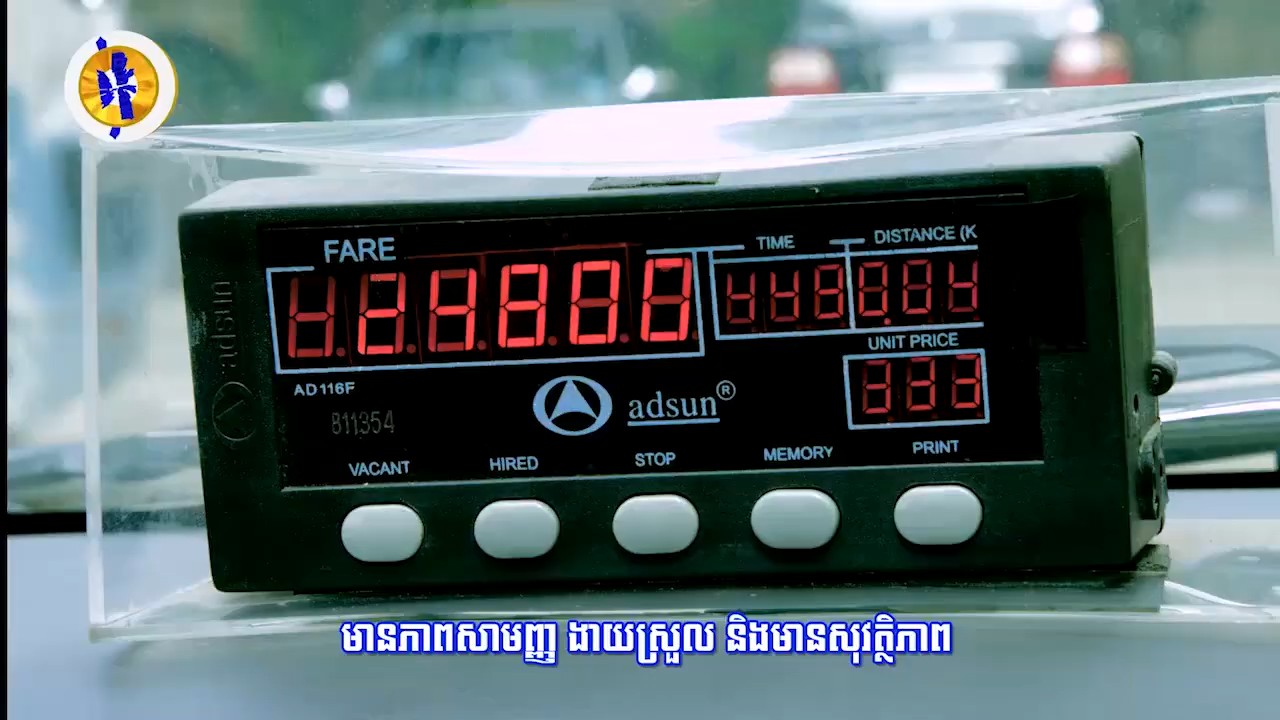 FARE
TIME
DISTANCE (K
UNIT PRICE
adsun
AD116F
811354
adsun®
VACANT
HIRED
STOP
MEMORY
PRINT
មានភាពសាមញ្ញ ងាយស្រួល និងមានសុវត្ថិភាព